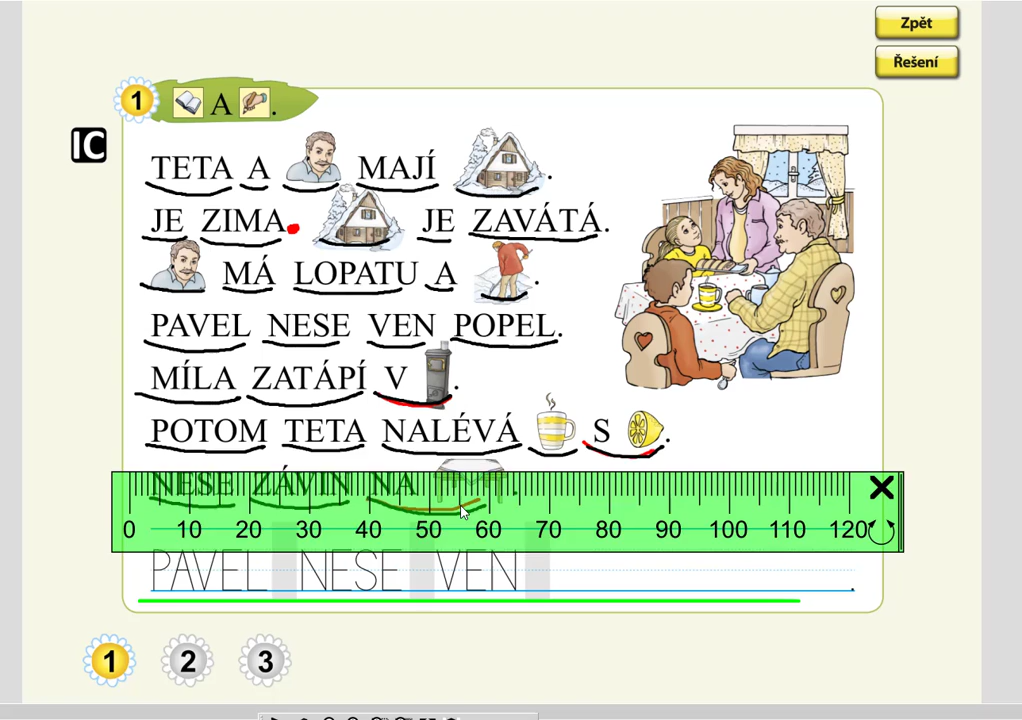 Zpět
Řešení
1 A .
IC
TETA A MAJÍ .
JE ZIMA. JE ZAVÁTÁ.
MÁ LOPATU A .
PAVEL NESE VEN POPEL.
MÍLA ZATÁPÍ V .
POTOM TETA NALÉVÁ S .
NESE ZÁVIN NA .
0 10 20 30 40 50 60 70 80 90 100 110 120
PAVEL NESE VEN .
1 2 3